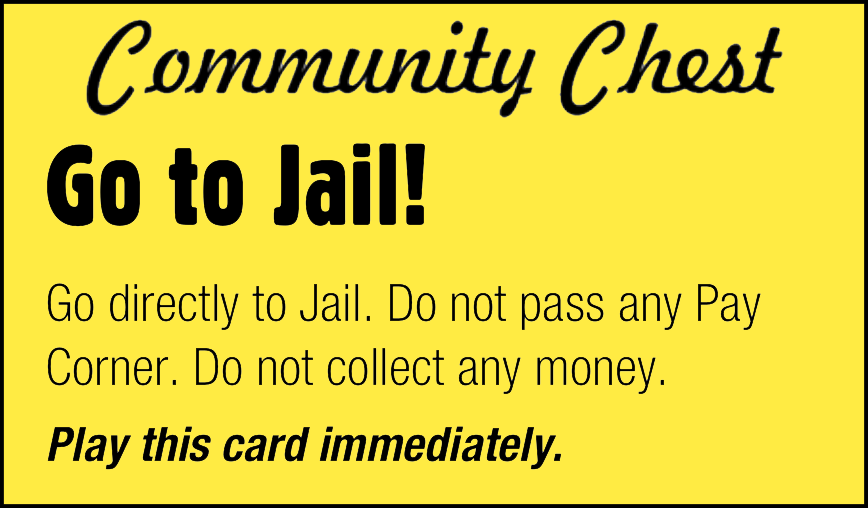 Community Chest
Go to Jail!
Go directly to Jail. Do not pass any Pay
Corner. Do not collect any money.
Play this card immediately.